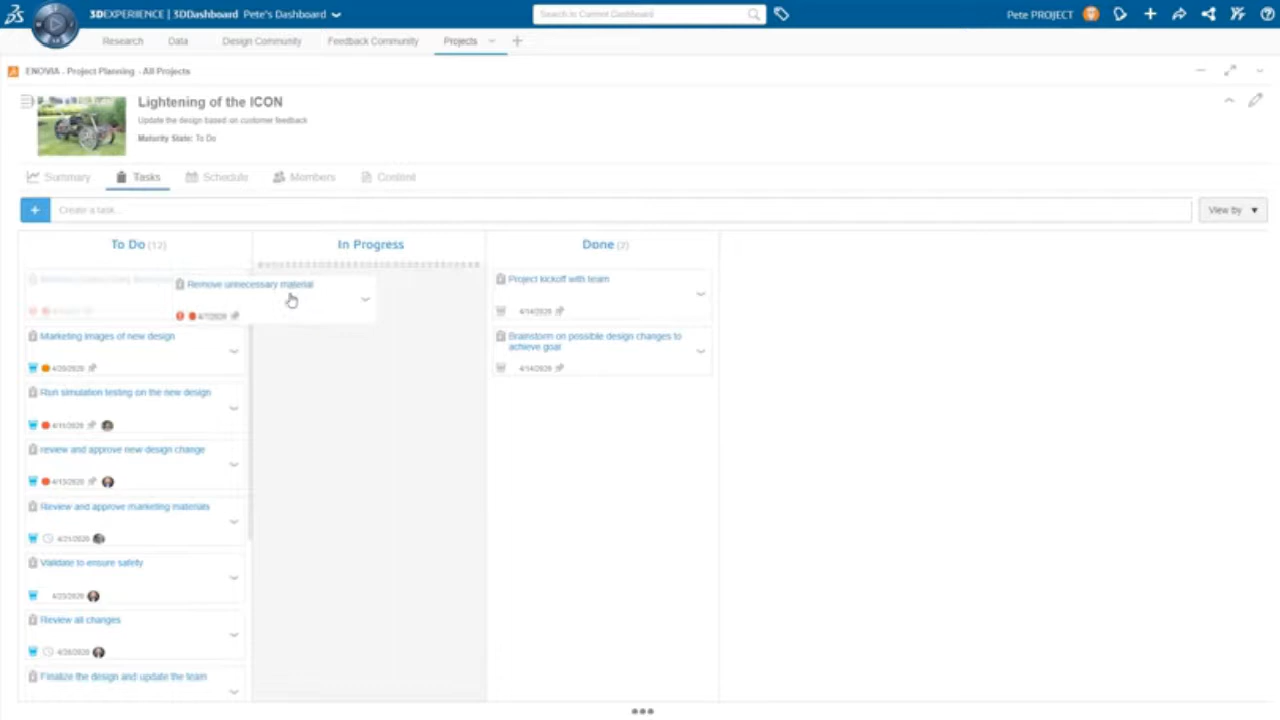 3DEXPERIENCE | 3DDashboard Pete's Dashboard
Search in Current Dashboard
Pete PROJECT
Research
Data
Design Community
Feedback Community
Projects
ENOVIA - Project Planning - All Projects
Lightening of the ICON
Update the design based on customer feedback
Maturity State: To Do
Summary
Tasks
Schedule
Members
Content
Create a task...
View by
To Do (12)
In Progress
Done (2)
Remove unnecessary material
4/7/2020
Marketing images of new design
4/20/2020
Run simulation testing on the new design
4/11/2020
review and approve new design change
4/13/2020
Review and approve marketing materials
4/21/2020
Validate to ensure safety
4/23/2020
Review all changes
4/26/2020
Finalize the design and update the team
Project kickoff with team
4/14/2020
Brainstorm on possible design changes to
achieve goal
4/14/2020